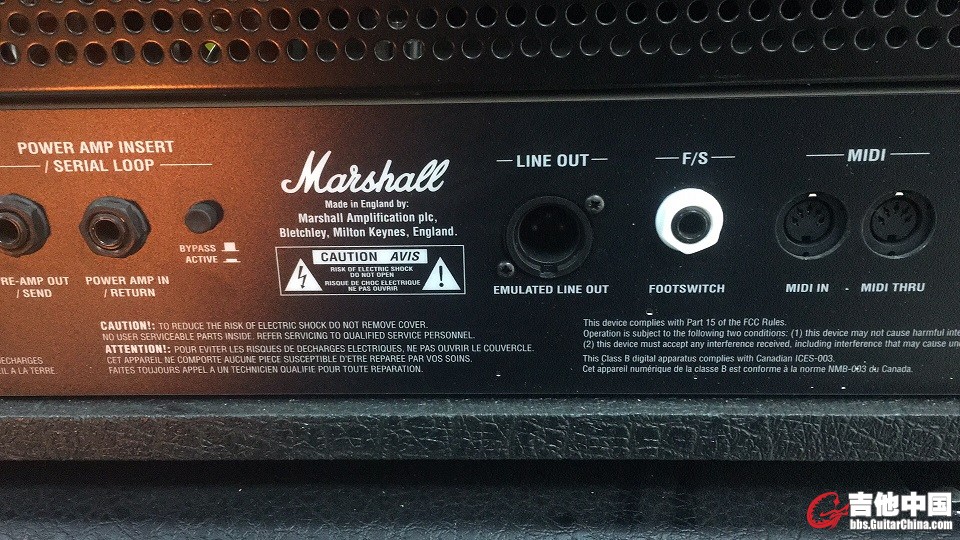 POWER AMP INSERT
/ SERIAL LOOP
RE-AMP OUT
/ SEND
POWER AMP IN
/ RETURN
BYPASS
ACTIVE
Marshall
Made in England by:
Marshall Amplification plc,
Bletchley, Milton Keynes, England.
CAUTION AVIS
RISK OF ELECTRIC SHOCK
DO NOT OPEN
RISQUE DE CHOC ELECTRIQUE
NE PAS OUVRIR
LINE OUT
EMULATED LINE OUT
F/S
FOOTSWITCH
MIDI
MIDI IN - MIDI THRU
CAUTION!: TO REDUCE THE RISK OF ELECTRIC SHOCK DO NOT REMOVE COVER.
NO USER SERVICEABLE PARTS INSIDE. REFER SERVICING TO QUALIFIED SERVICE PERSONNEL.
ATTENTION!: POUR EVITER LES RISQUES DE DECHARGES ELECTRIQUES, NE PAS OUVRIR LE COUVERCLE.
CET APPAREIL NE COMPORTE AUCUNE PIECE SUSCEPTIBLE D'ETRE REPAREE PAR VOS SOINS.
FAITES TOUJOURS APPEL A UN TECHNICIEN QUALIFIE POUR TOUTE REPARATION.
DECHARGES
EIL A LA TERRE.
This device complies with Part 15 of the FCC Rules.
Operation is subject to the following two conditions: (1) this device may not cause harmful inte
(2) this device must accept any interference received, including interference that may cause un
This Class B digital apparatus complies with Canadian ICES-003.
Cet appareil numérique de la classe B est conforme à la norme NMB-003 du Canada.
吉他中国
bbs.GuitarChina.com